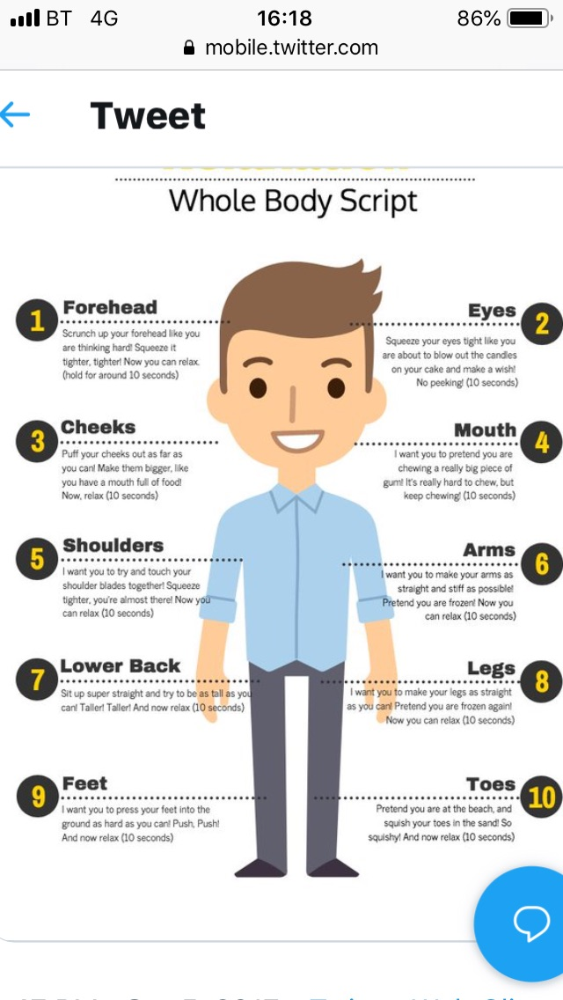 BT 4G 16:18 86%
mobile.twitter.com
Tweet
Whole Body Script
1 Forehead
Scrunch up your forehead like you
are thinking hard! Squeeze it
tighter, tighter! Now you can relax.
(hold for around 10 seconds)
Eyes 2
Squeeze your eyes tight like you
are about to blow out the candles
on your cake and make a wish!
No peeking! (10 seconds)
3 Cheeks
Puff your cheeks out as far as
you can! Make them bigger, like
you have a mouth full of food!
Now, relax (10 seconds)
Mouth 4
I want you to pretend you are
chewing a really big piece of
gum! It's really hard to chew, but
keep chewing! (10 seconds)
5 Shoulders
I want you to try and touch your
shoulder blades together! Squeeze
tighter, you're almost there! Now you
can relax (10 seconds)
Arms 6
I want you to make your arms as
straight and stiff as possible!
Pretend you are frozen! Now you
can relax (10 seconds)
7 Lower Back
Sit up super straight and try to be as tall as you
can! Taller! Taller! And now relax (10 seconds)
Legs 8
I want you to make your legs as straight
as you can! Pretend you are frozen again!
Now you can relax (10 seconds)
9 Feet
I want you to press your feet into the
ground as hard as you can! Push, Push!
And now relax (10 seconds)
Toes 10
Pretend you are at the beach, and
squish your toes in the sand! So
squishy! And now relax (10 seconds)